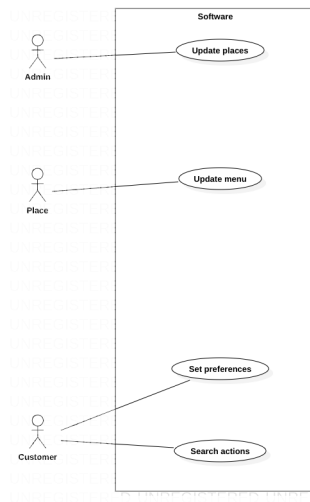 Software
Update places
Admin
Update menu
Place
Set preferences
Customer
Search actions